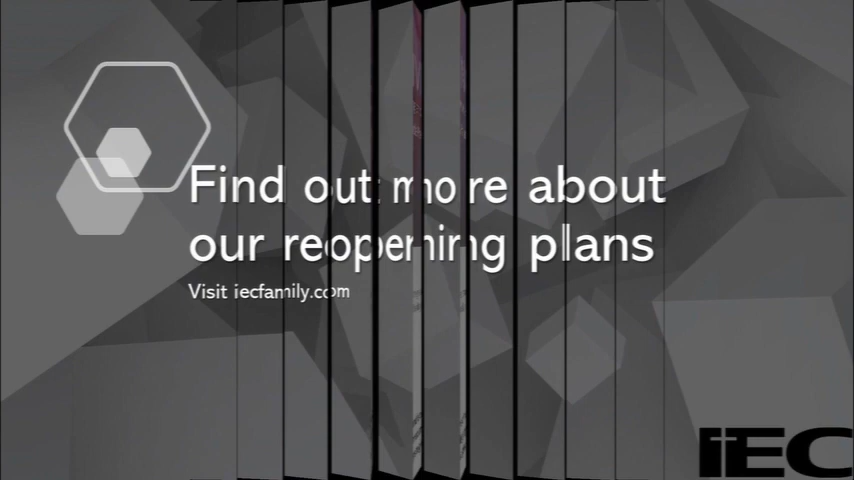 Find out more about
our reopening plans
Visit iecfamily.com
iEC